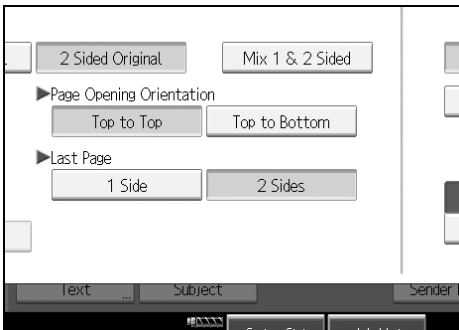 2 Sided Original Mix 1 & 2 Sided
▶Page Opening Orientation
Top to Top Top to Bottom
▶Last Page
1 Side 2 Sides
Text ... Subject Sender